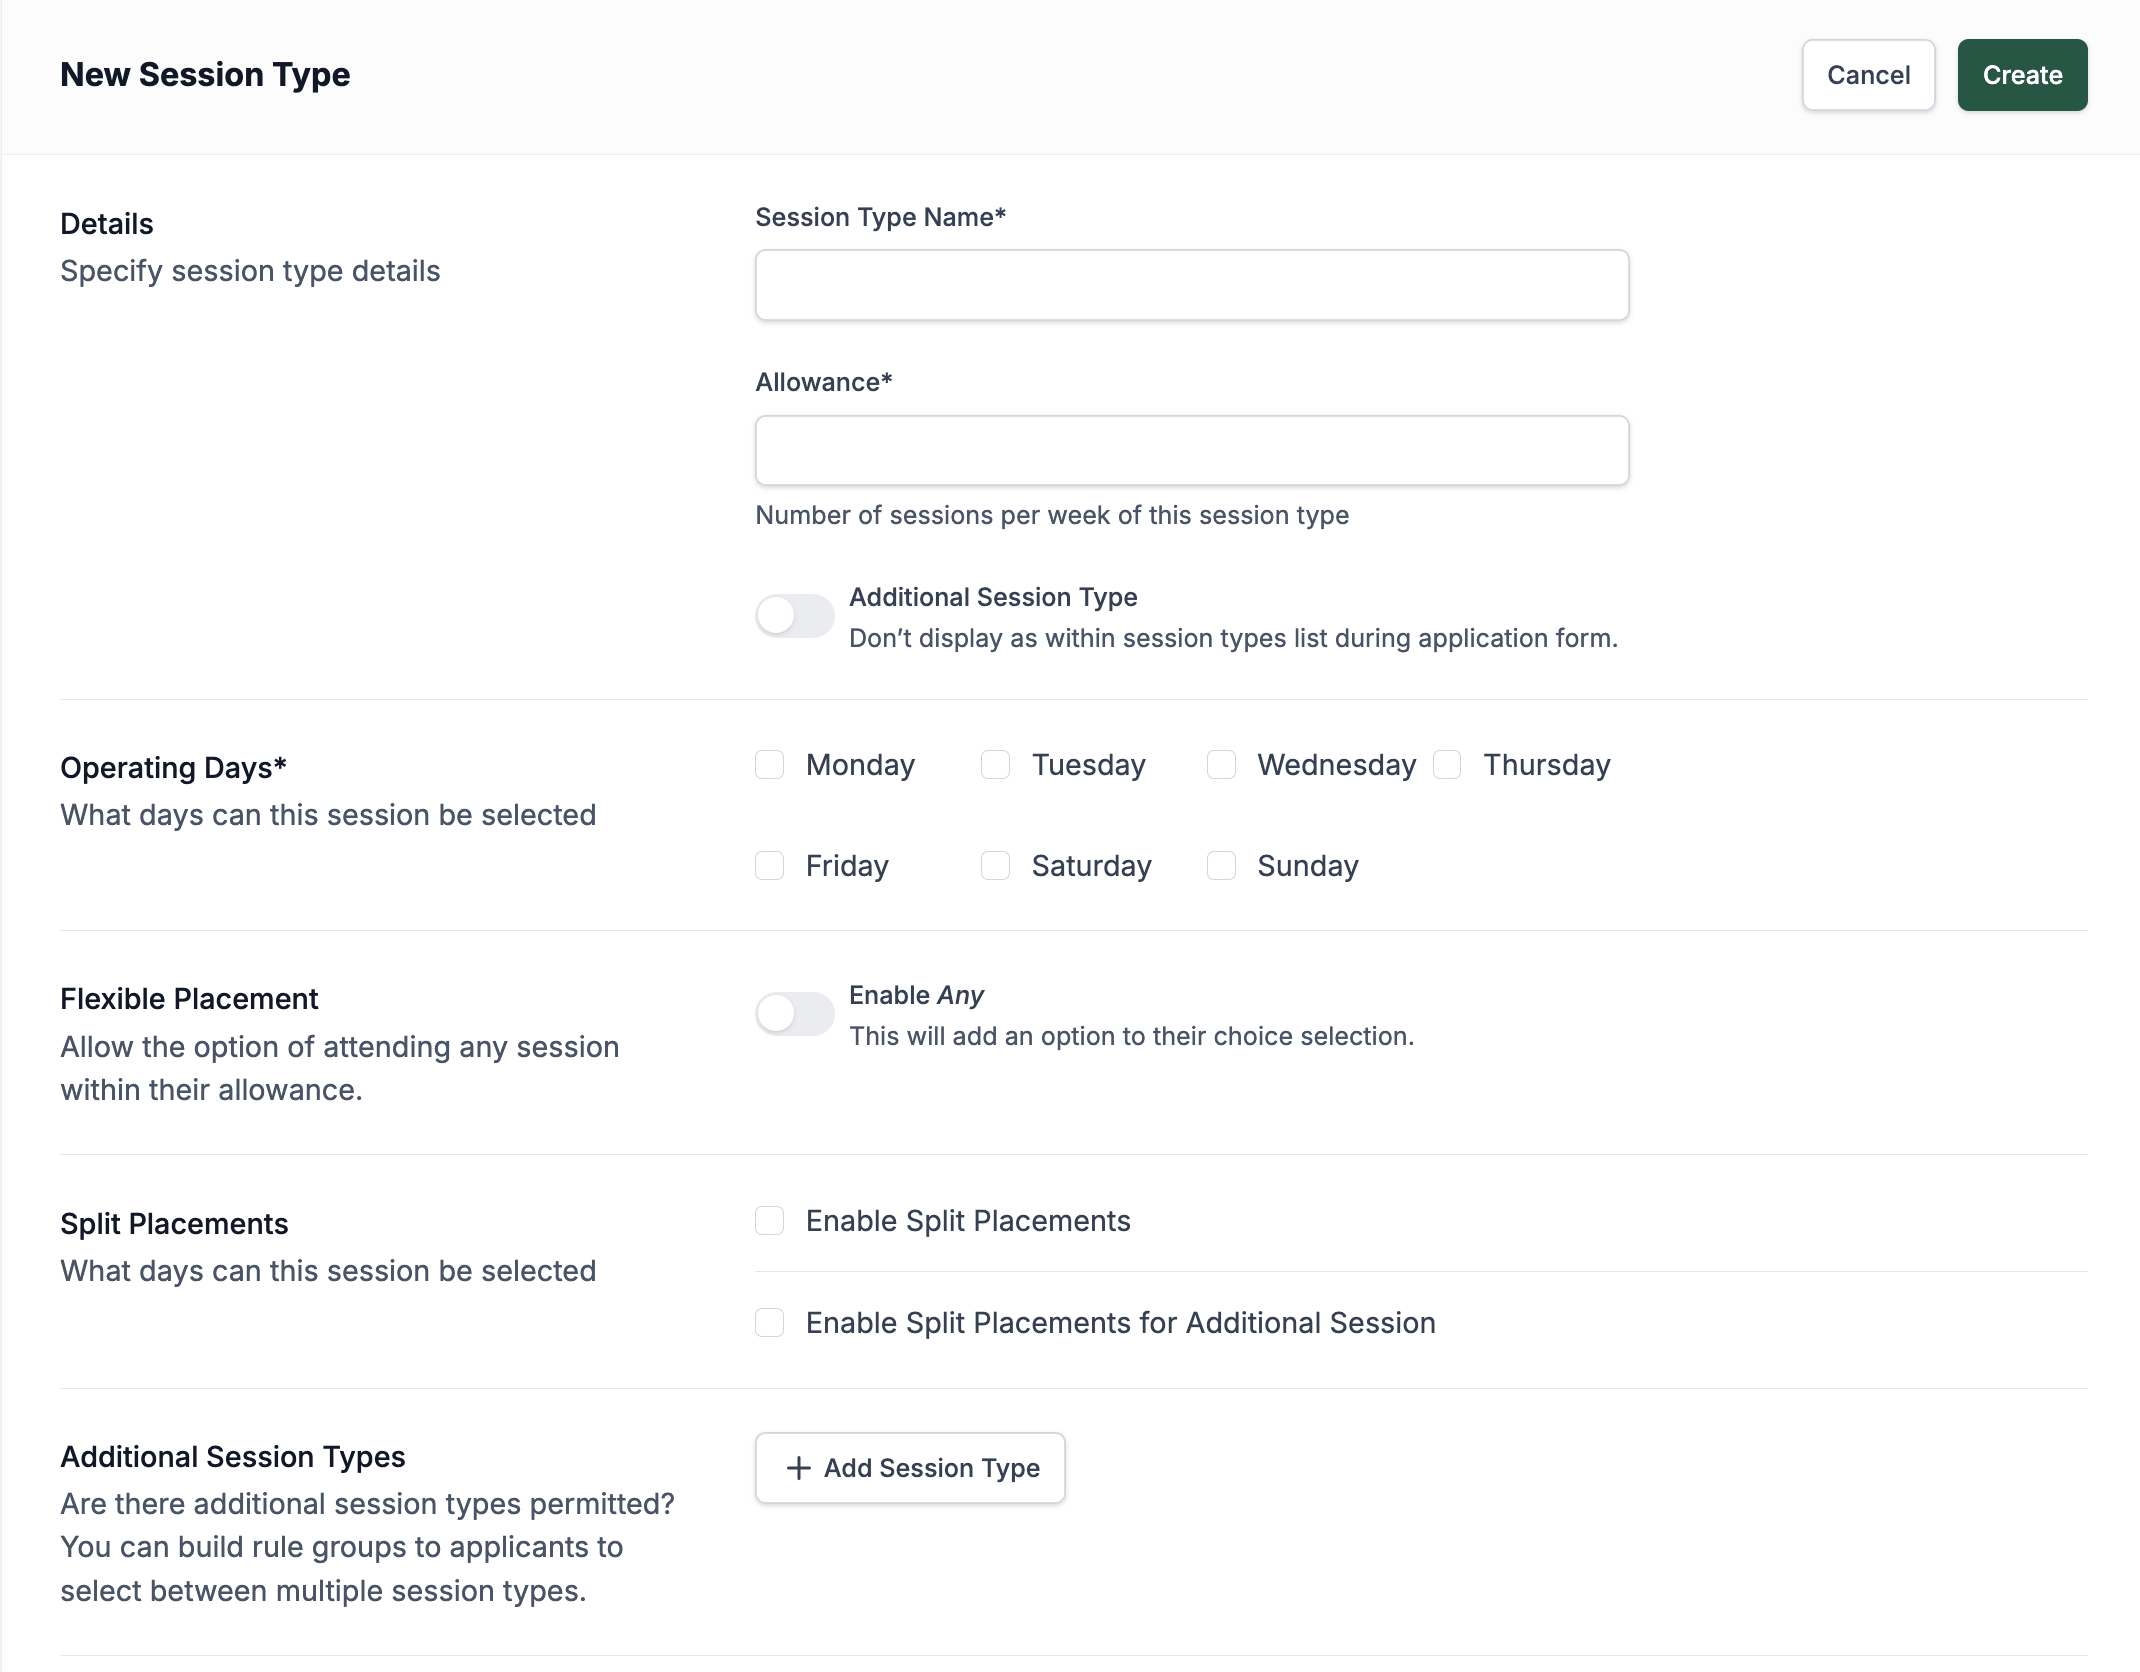 New Session Type
Cancel
Create
Details
Specify session type details
Session Type Name*
Allowance*
Number of sessions per week of this session type
Additional Session Type
Don’t display as within session types list during application form.
Operating Days*
What days can this session be selected
Monday
Tuesday
Wednesday
Thursday
Friday
Saturday
Sunday
Flexible Placement
Allow the option of attending any session
within their allowance.
Enable Any
This will add an option to their choice selection.
Split Placements
What days can this session be selected
Enable Split Placements
Enable Split Placements for Additional Session
Additional Session Types
Are there additional session types permitted?
You can build rule groups to applicants to
select between multiple session types.
Add Session Type